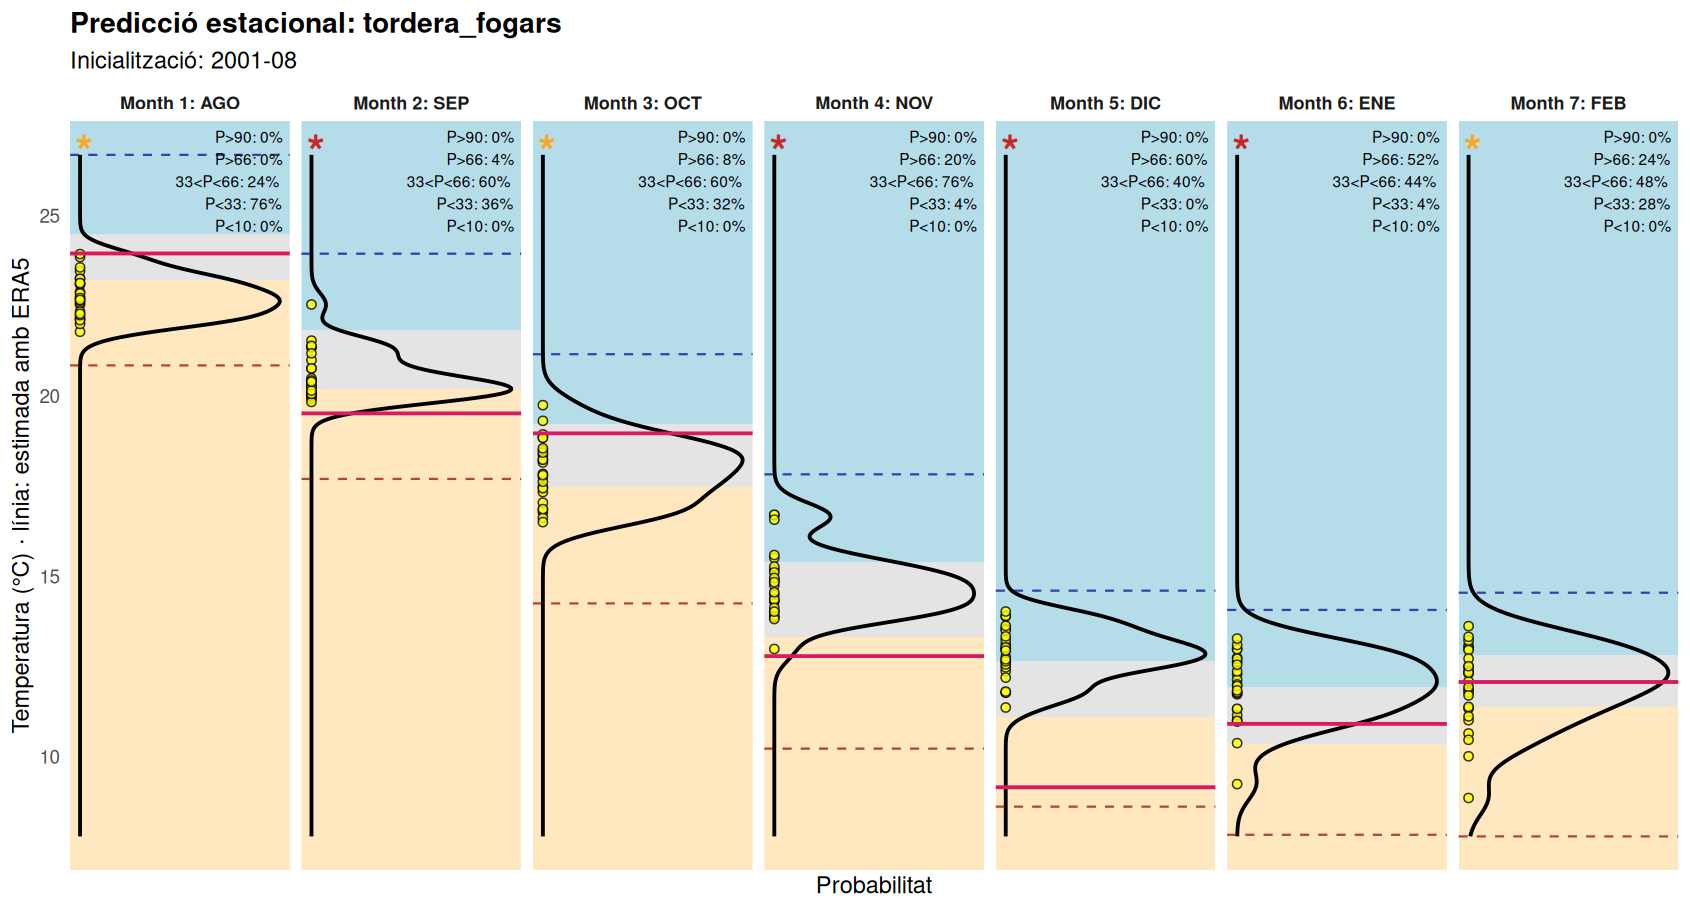 Predicció estacional: tordera_fogars
Inicialització: 2001-08
Month 1: AGO
Month 2: SEP
Month 3: OCT
Month 4: NOV
Month 5: DIC
Month 6: ENE
Month 7: FEB
*
P>90: 0%
P>66: 0%
33<P<66: 24%
P<33: 76%
P<10: 0%
*
P>90: 0%
P>66: 4%
33<P<66: 60%
P<33: 36%
P<10: 0%
*
P>90: 0%
P>66: 8%
33<P<66: 60%
P<33: 32%
P<10: 0%
*
P>90: 0%
P>66: 20%
33<P<66: 76%
P<33: 4%
P<10: 0%
*
P>90: 0%
P>66: 60%
33<P<66: 40%
P<33: 0%
P<10: 0%
*
P>90: 0%
P>66: 52%
33<P<66: 44%
P<33: 4%
P<10: 0%
*
P>90: 0%
P>66: 24%
33<P<66: 48%
P<33: 28%
P<10: 0%
25
20
15
10
Temperatura (°C) · línia: estimada amb ERA5
Probabilitat